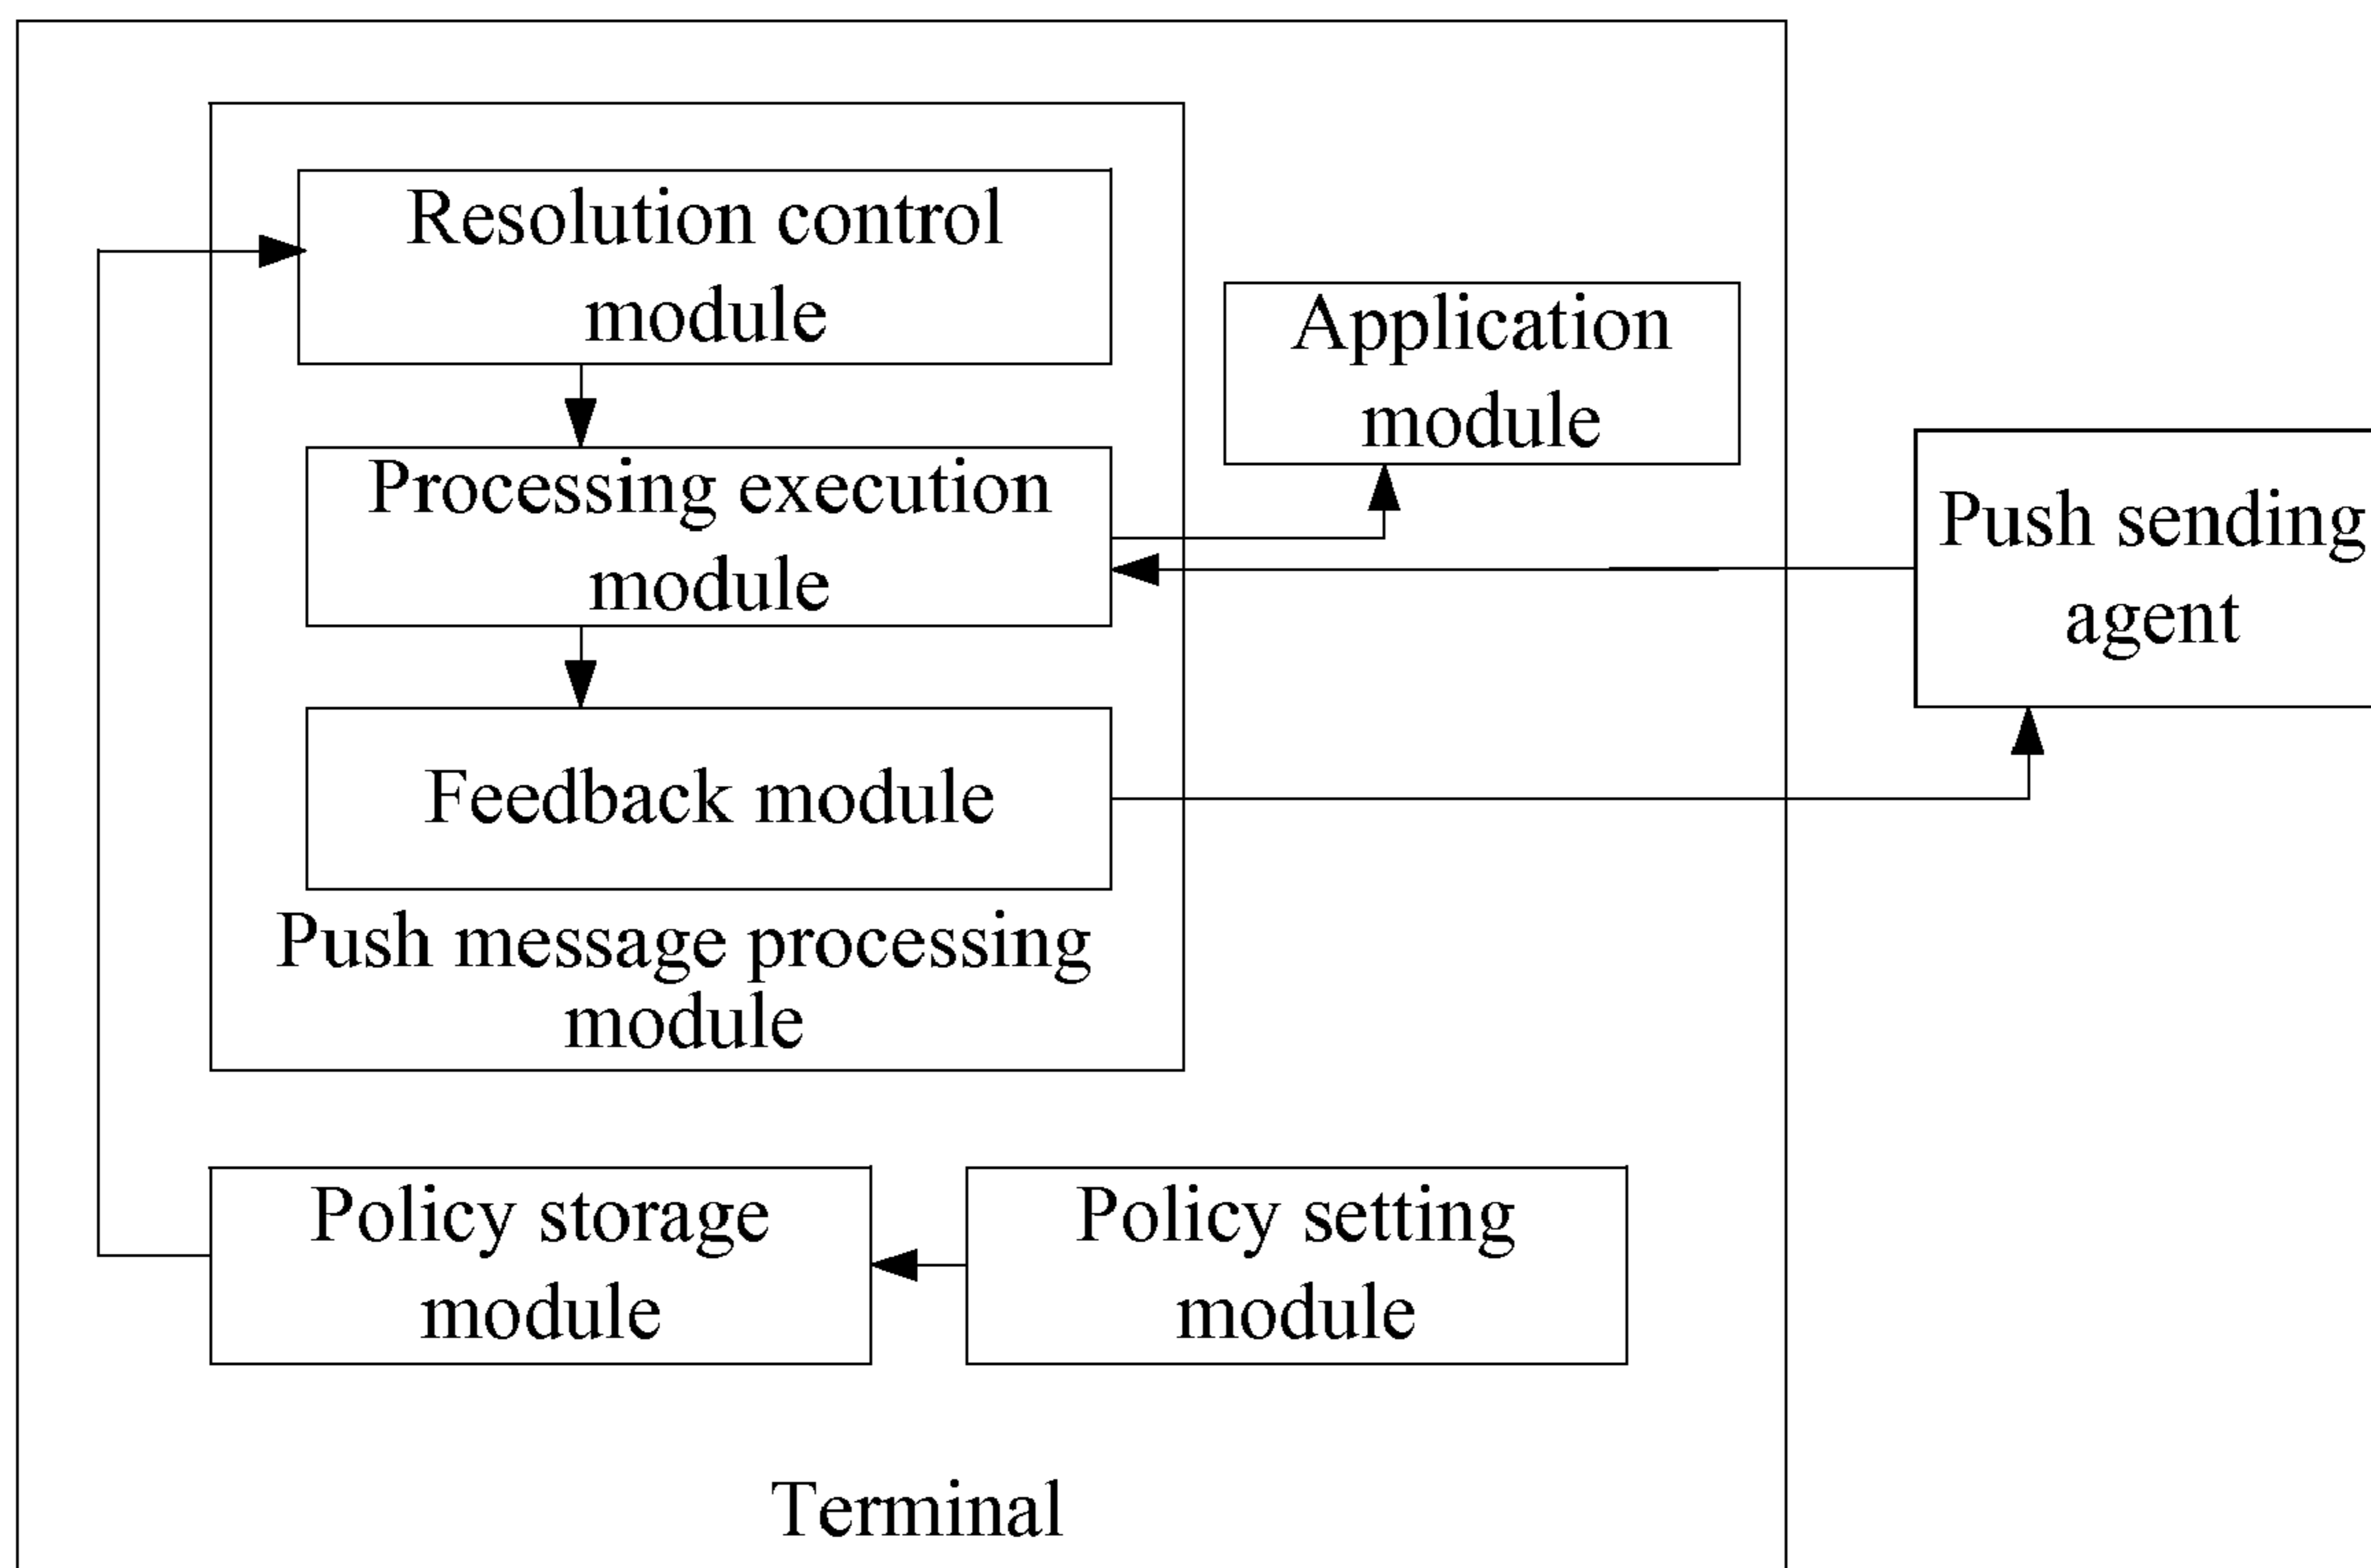 Resolution control
module
Application
module
Processing execution
module
Push sending
agent
Feedback module
Push message processing
module
Policy storage
module
Policy setting
module
Terminal